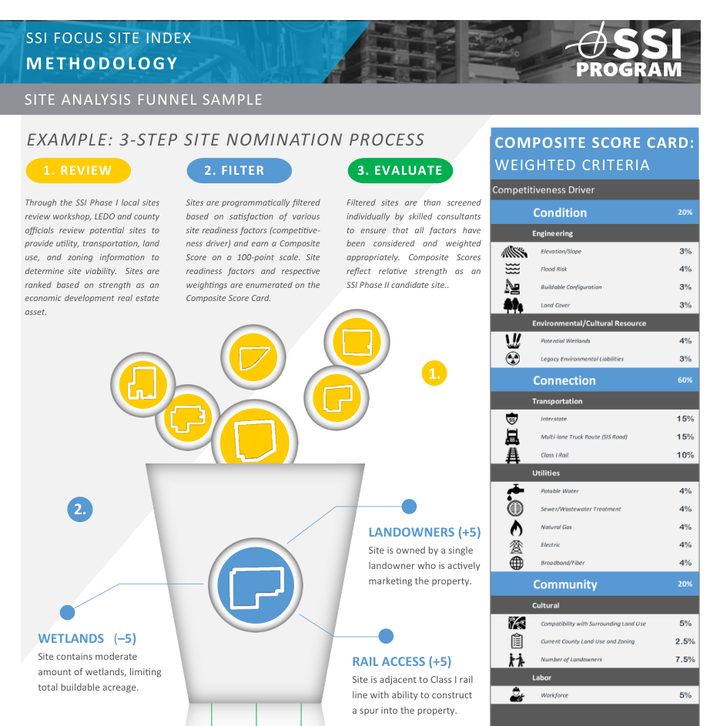 SSI FOCUS SITE INDEX
METHODOLOGY
SSI
PROGRAM
SITE ANALYSIS FUNNEL SAMPLE
EXAMPLE: 3-STEP SITE NOMINATION PROCESS
1. REVIEW
Through the SSI Phase I local sites
review workshop, LEDO and county
officials review potential sites to
provide utility, transportation, land
use, and zoning information to
determine site viability. Sites are
ranked based on strength as an
economic development real estate
asset.
2. FILTER
Sites are programmatically filtered
based on satisfaction of various
site readiness factors (competitive-
ness driver) and earn a Composite
Score on a 100-point scale. Site
readiness factors and respective
weightings are enumerated on the
Composite Score Card.
3. EVALUATE
Filtered sites are than screened
individually by skilled consultants
to ensure that all factors have
been considered and weighted
appropriately. Composite Scores
reflect relative strength as an
SSI Phase II candidate site..
1.
2.
LANDOWNERS (+5)
Site is owned by a single
landowner who is actively
marketing the property.
WETLANDS (–5)
Site contains moderate
amount of wetlands, limiting
total buildable acreage.
RAIL ACCESS (+5)
Site is adjacent to Class I rail
line with ability to construct
a spur into the property.
COMPOSITE SCORE CARD:
WEIGHTED CRITERIA
Competitiveness Driver
Condition 20%
Engineering
Elevation/Slope 3%
Flood Risk 4%
Buildable Configuration 3%
Land Cover 3%
Environmental/Cultural Resource
Potential Wetlands 4%
Legacy Environmental Liabilities 3%
Connection 60%
Transportation
Interstate 15%
Multi-lane Truck Route (SIS Road) 15%
Class I Rail 10%
Utilities
Potable Water 4%
Sewer/Wastewater Treatment 4%
Natural Gas 4%
Electric 4%
Broadband/Fiber 4%
Community 20%
Cultural
Compatibility with Surrounding Land Use 5%
Current County Land Use and Zoning 2.5%
Number of Landowners 7.5%
Labor
Workforce 5%